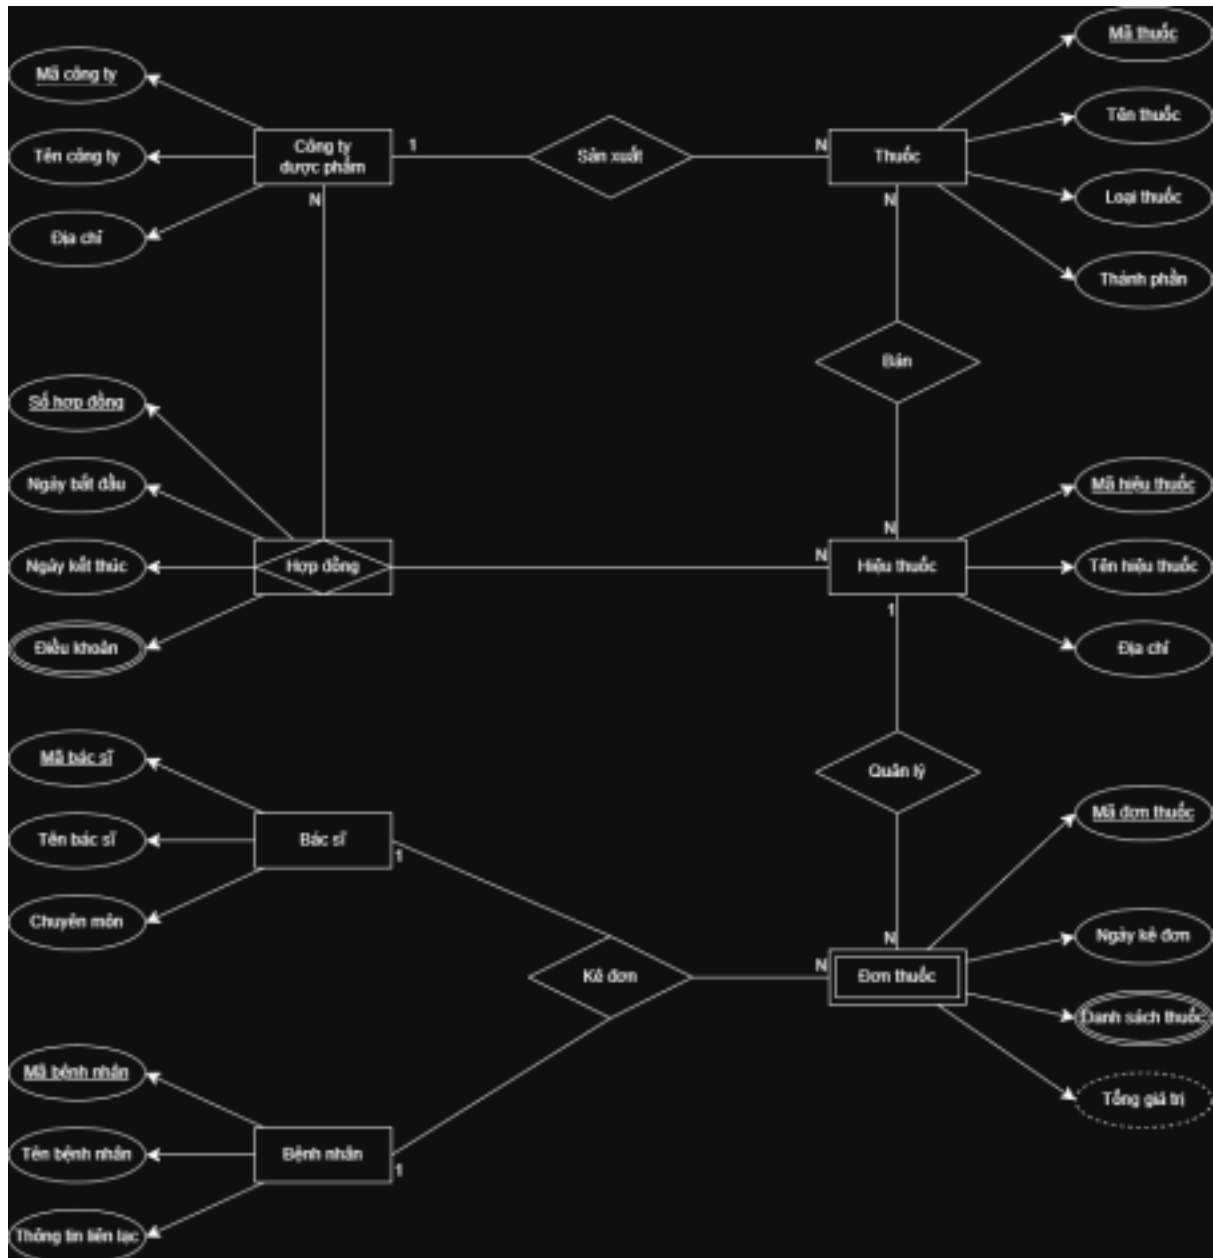 Mã thuốc
Mã công ty
Tên thuốc
Tên công ty
Công ty
dược phẩm
1
Sản xuất
N
Thuốc
Loại thuốc
N
N
Địa chỉ
Thành phần
Bán
Số hợp đồng
Ngày bắt đầu
Mã hiệu thuốc
N
Ngày kết thúc
Hợp đồng
N
Hiệu thuốc
Tên hiệu thuốc
1
Điều khoản
Địa chỉ
Mã bác sĩ
Quản lý
Mã đơn thuốc
Tên bác sĩ
Bác sĩ
1
Chuyên môn
Ngày kê đơn
N
Kê đơn
N
Đơn thuốc
Danh sách thuốc
Mã bệnh nhân
Tổng giá trị
Tên bệnh nhân
Bệnh nhân
1
Thông tin liên lạc